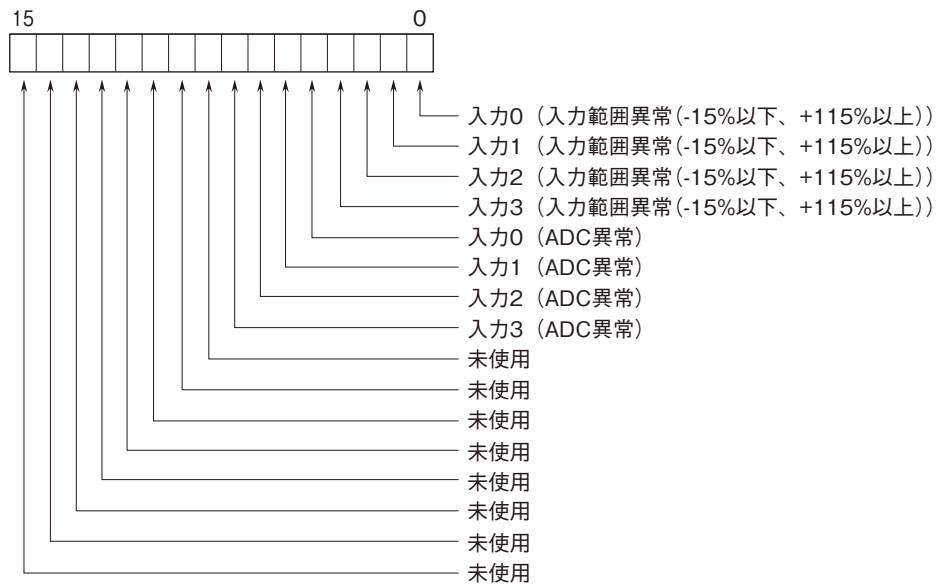 15 0
入力0（入力範囲異常（-15%以下、+115%以上））
入力1（入力範囲異常（-15%以下、+115%以上））
入力2（入力範囲異常（-15%以下、+115%以上））
入力3（入力範囲異常（-15%以下、+115%以上））
入力0（ADC異常）
入力1（ADC異常）
入力2（ADC異常）
入力3（ADC異常）
未使用
未使用
未使用
未使用
未使用
未使用
未使用
未使用